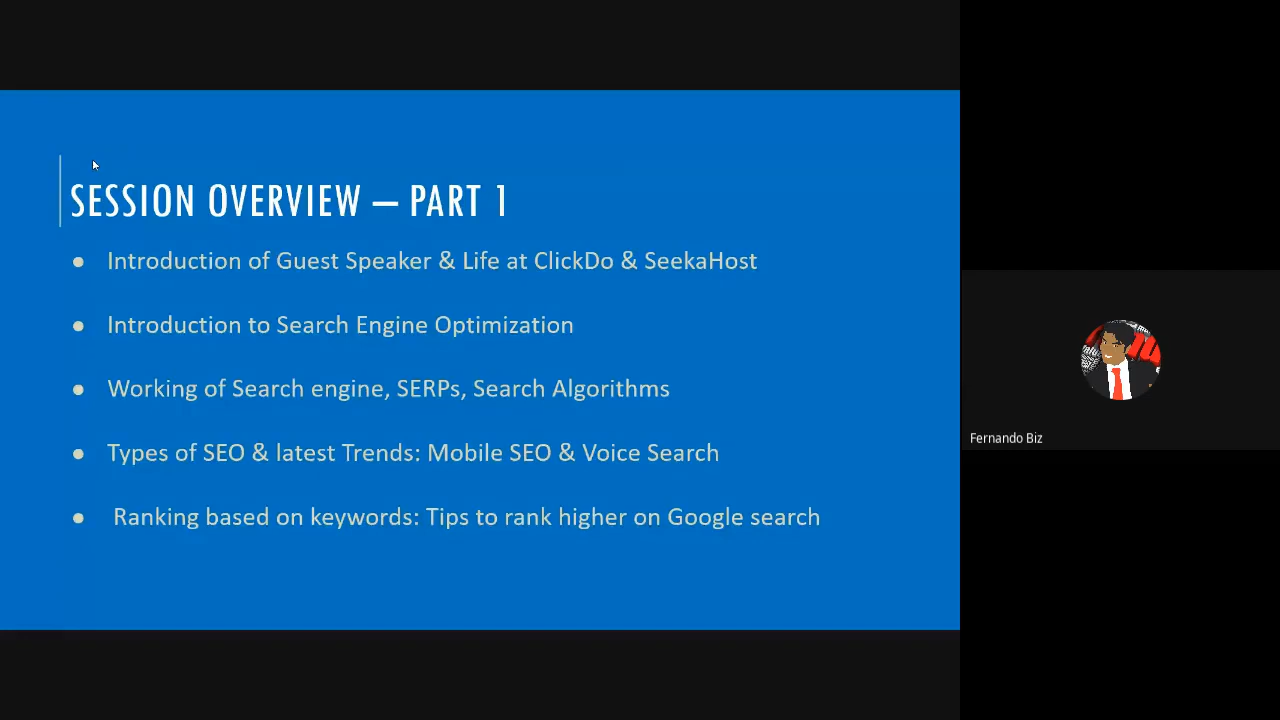 SESSION OVERVIEW – PART 1
● Introduction of Guest Speaker & Life at ClickDo & SeekaHost
● Introduction to Search Engine Optimization
● Working of Search engine, SERPs, Search Algorithms
● Types of SEO & latest Trends: Mobile SEO & Voice Search
● Ranking based on keywords: Tips to rank higher on Google search
Fernando Biz